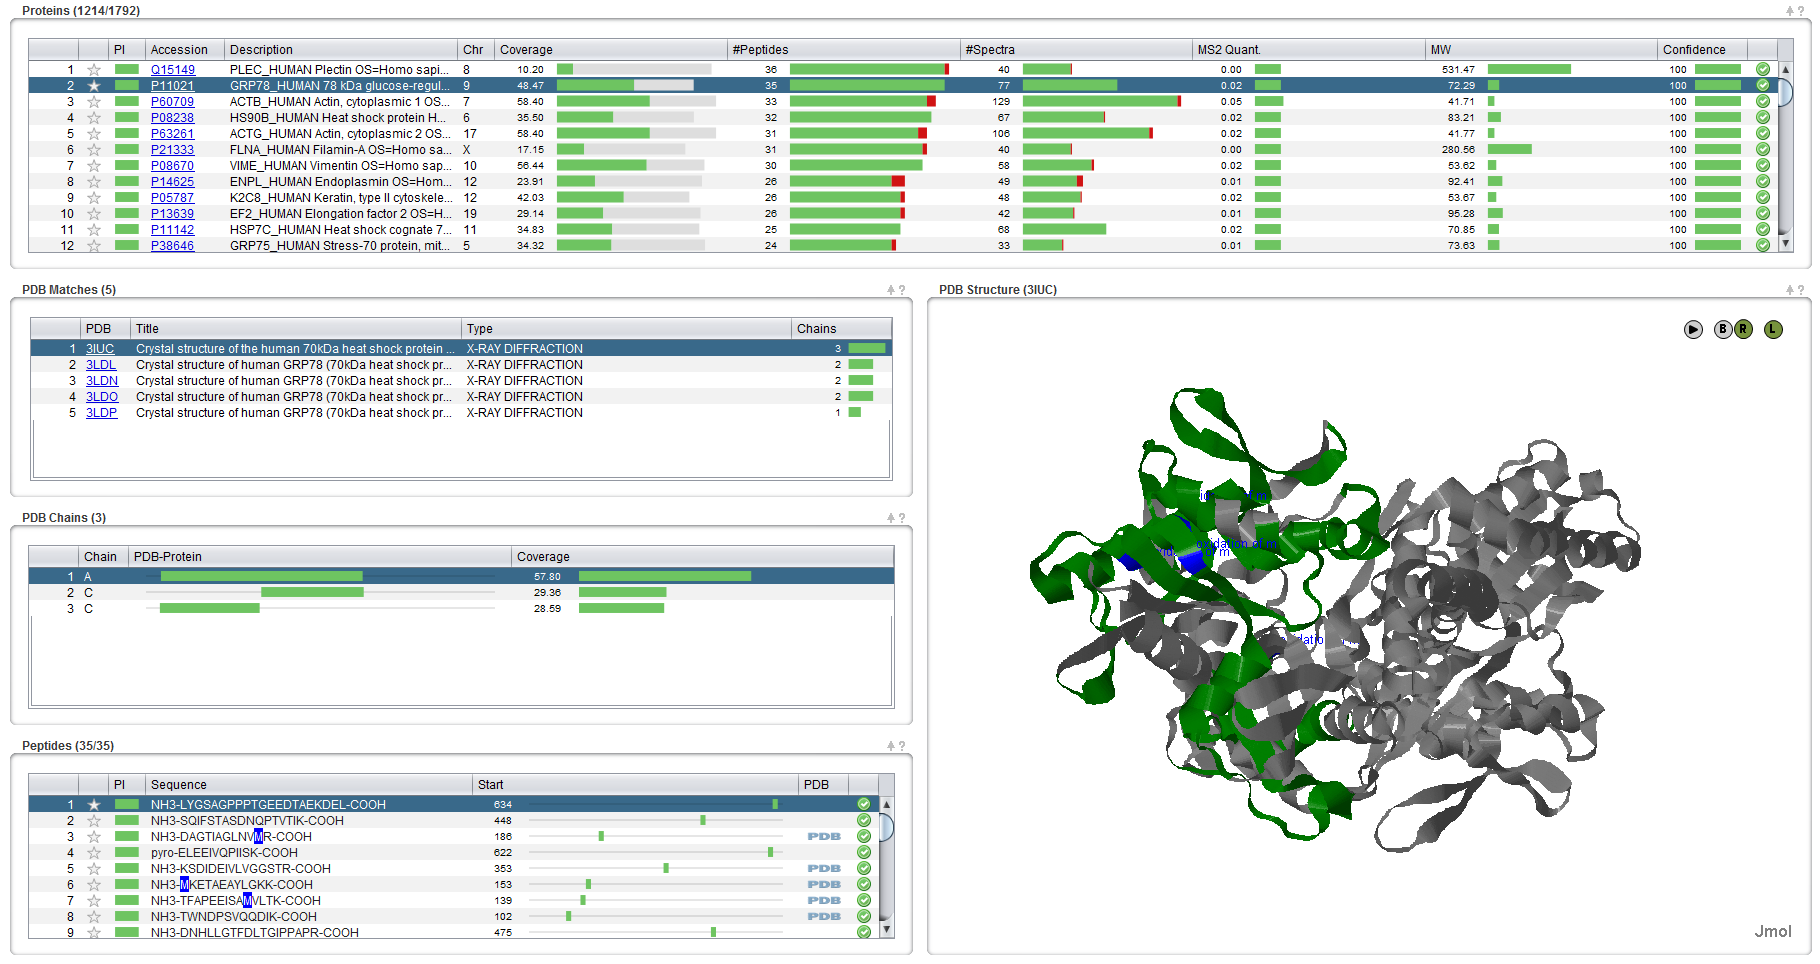 Proteins (1214/1792)
?
PI Accession Description Chr Coverage #Peptides #Spectra MS2 Quant. MW Confidence
1 Q15149 PLEC_HUMAN Plectin OS=Homo sapi... 8 10.20 36 40 0.00 531.47 100
2 P11021 GRP78_HUMAN 78 kDa glucose-regul... 9 48.47 35 77 0.02 72.29 100
3 P60709 ACTB_HUMAN Actin, cytoplasmic 1 OS... 7 58.40 33 129 0.05 41.71 100
4 P08238 HS90B_HUMAN Heat shock protein H... 6 35.50 32 67 0.02 83.21 100
5 P63261 ACTG_HUMAN Actin, cytoplasmic 2 OS... 17 58.40 31 106 0.02 41.77 100
6 P21333 FLNA_HUMAN Filamin-A OS=Homo sa... X 17.15 31 40 0.00 280.56 100
7 P08670 VIME_HUMAN Vimentin OS=Homo sap... 10 56.44 30 58 0.02 53.62 100
8 P14625 ENPL_HUMAN Endoplasmin OS=Hom... 12 23.91 26 49 0.01 92.41 100
9 P05787 K2C8_HUMAN Keratin, type II cytoskele... 12 42.03 26 48 0.02 53.67 100
10 P13639 EF2_HUMAN Elongation factor 2 OS=H... 19 29.14 26 42 0.01 95.28 100
11 P11142 HSP7C_HUMAN Heat shock cognate 7... 11 34.83 25 68 0.02 70.85 100
12 P38646 GRP75_HUMAN Stress-70 protein, mit... 5 34.32 24 33 0.01 73.63 100
PDB Matches (5)
?
PDB Title Type Chains
1 3IUC Crystal structure of the human 70kDa heat shock protein ... X-RAY DIFFRACTION 3
2 3LDL Crystal structure of human GRP78 (70kDa heat shock pr... X-RAY DIFFRACTION 2
3 3LDN Crystal structure of human GRP78 (70kDa heat shock pr... X-RAY DIFFRACTION 2
4 3LDO Crystal structure of human GRP78 (70kDa heat shock pr... X-RAY DIFFRACTION 2
5 3LDP Crystal structure of human GRP78 (70kDa heat shock pr... X-RAY DIFFRACTION 1
PDB Chains (3)
?
Chain PDB-Protein Coverage
1 A 57.80
2 C 29.36
3 C 28.59
Peptides (35/35)
?
PI Sequence Start PDB
1 NH3-LYGSAGPPPTGEEDTAEKDEL-COOH 634
2 NH3-SQIFSTASDNQPTVTIK-COOH 448
3 NH3-DAGTIAGLNVMR-COOH 186 PDB
4 pyro-ELEEIVQPIISK-COOH 622
5 NH3-KSDIDEIVLVGGSTR-COOH 353 PDB
6 NH3-MKETAEAYLGKK-COOH 153 PDB
7 NH3-TFAPEEISAMVLTK-COOH 139 PDB
8 NH3-TWNDPSVQQDIK-COOH 102 PDB
9 NH3-DNHLLGTFDLTGIPPAPR-COOH 475
PDB Structure (3IUC)
?
B R L
oxidation of m
Jmol